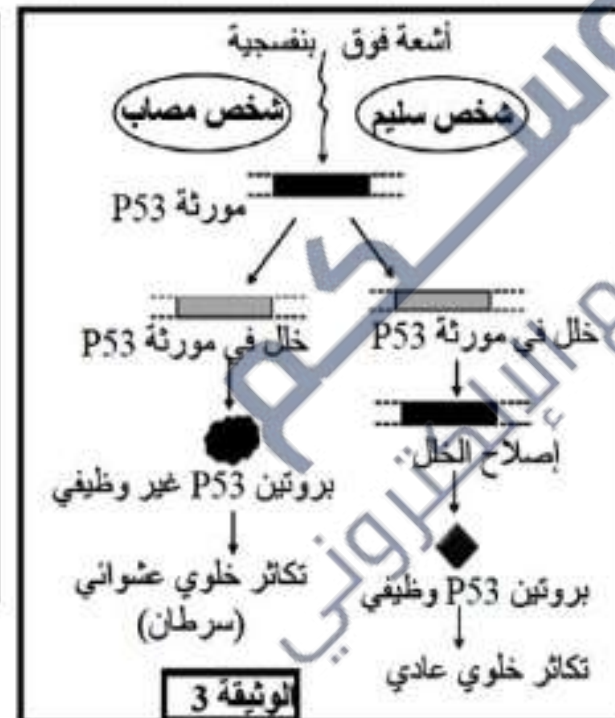 أشعة فوق بنفسجية
شخص سليم
شخص مصاب
مورثة P53
خلل في مورثة P53
خلل في مورثة P53
إصلاح الخلل
بروتين P53 غير وظيفي
بروتين P53 وظيفي
تكاثر خلوي عشوائي
(سرطان)
تكاثر خلوي عادي
الوثيقة 3